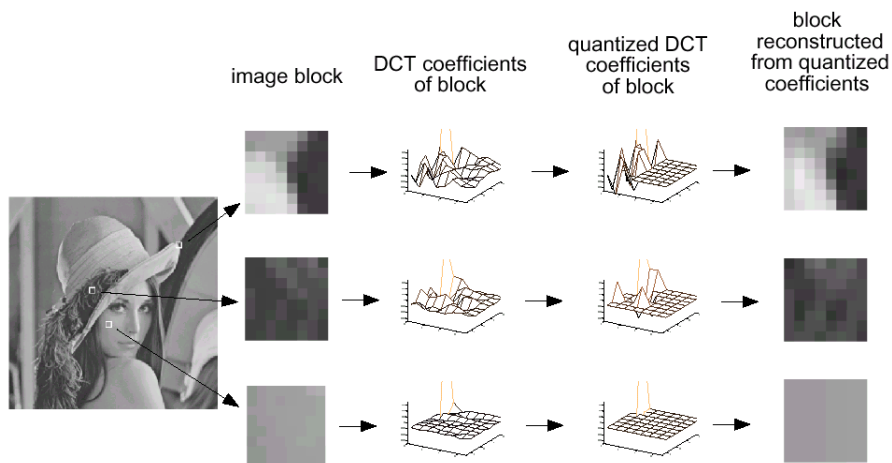 image block
DCT coefficients
of block
quantized DCT
coefficients
of block
block
reconstructed
from quantized
coefficients